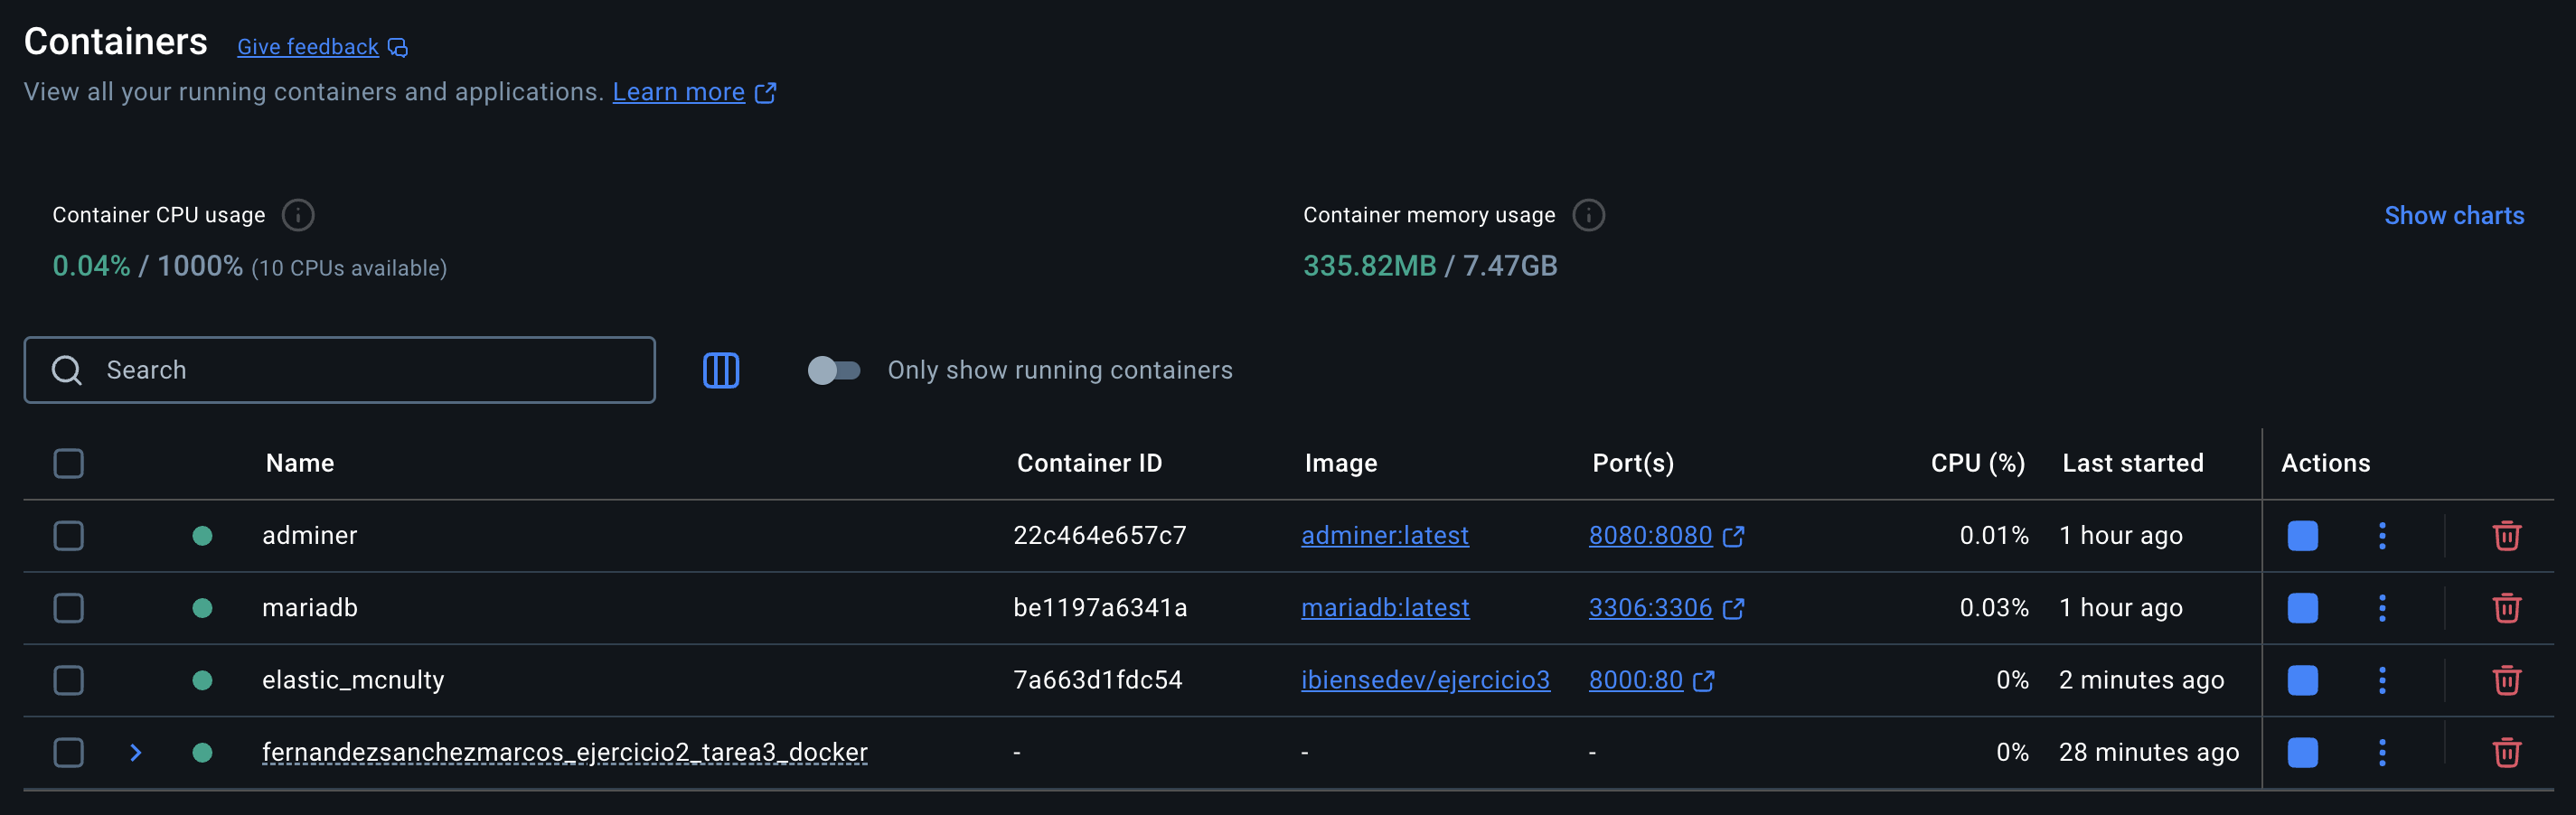 Containers Give feedback
View all your running containers and applications. Learn more
Container CPU usage Container memory usage Show charts
0.04% / 1000% (10 CPUs available) 335.82MB / 7.47GB
Search Only show running containers
Name Container ID Image Port(s) CPU (%) Last started Actions
adminer 22c464e657c7 adminer:latest 8080:8080 0.01% 1 hour ago
mariadb be1197a6341a mariadb:latest 3306:3306 0.03% 1 hour ago
elastic_mcnulty 7a663d1fdc54 ibiensedev/ejercicio3 8000:80 0% 2 minutes ago
fernandezsanchezmarcos_ejercicio2_tarea3_docker - - - 0% 28 minutes ago